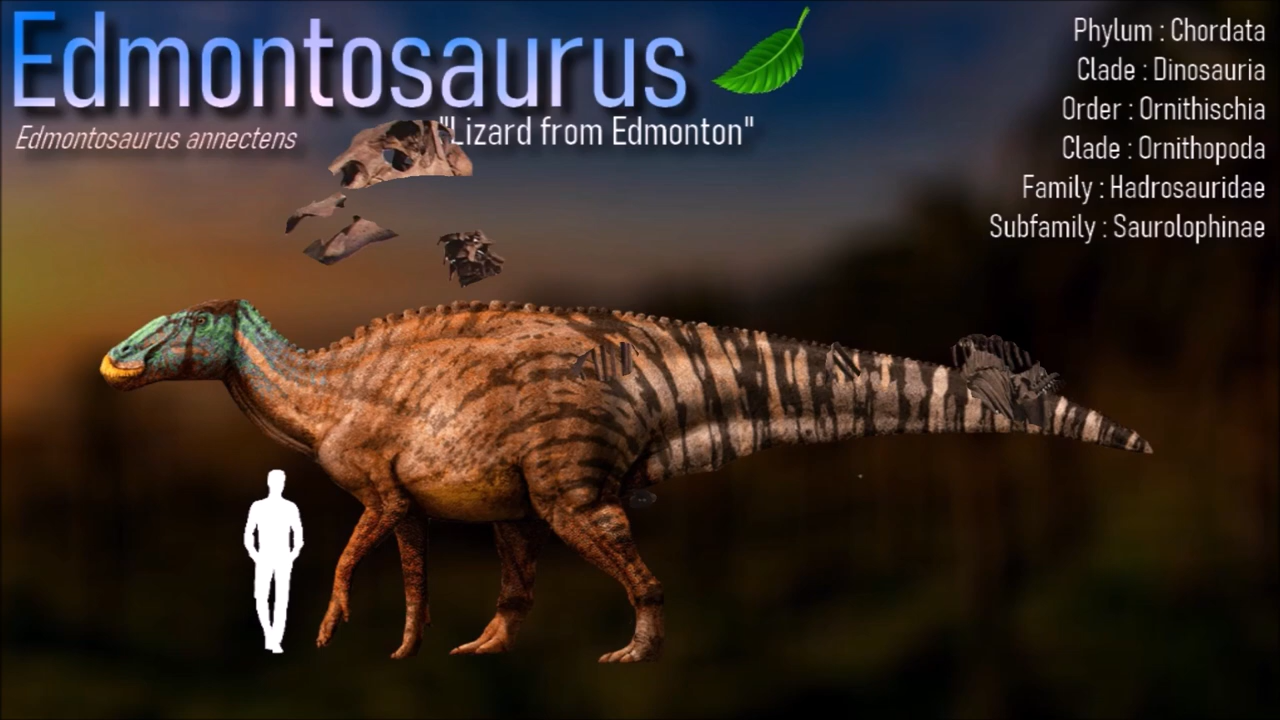 Edmontosaurus
Edmontosaurus annectens
"Lizard from Edmonton"
Phylum : Chordata
Clade : Dinosauria
Order : Ornithischia
Clade : Ornithopoda
Family : Hadrosauridae
Subfamily : Saurolophinae